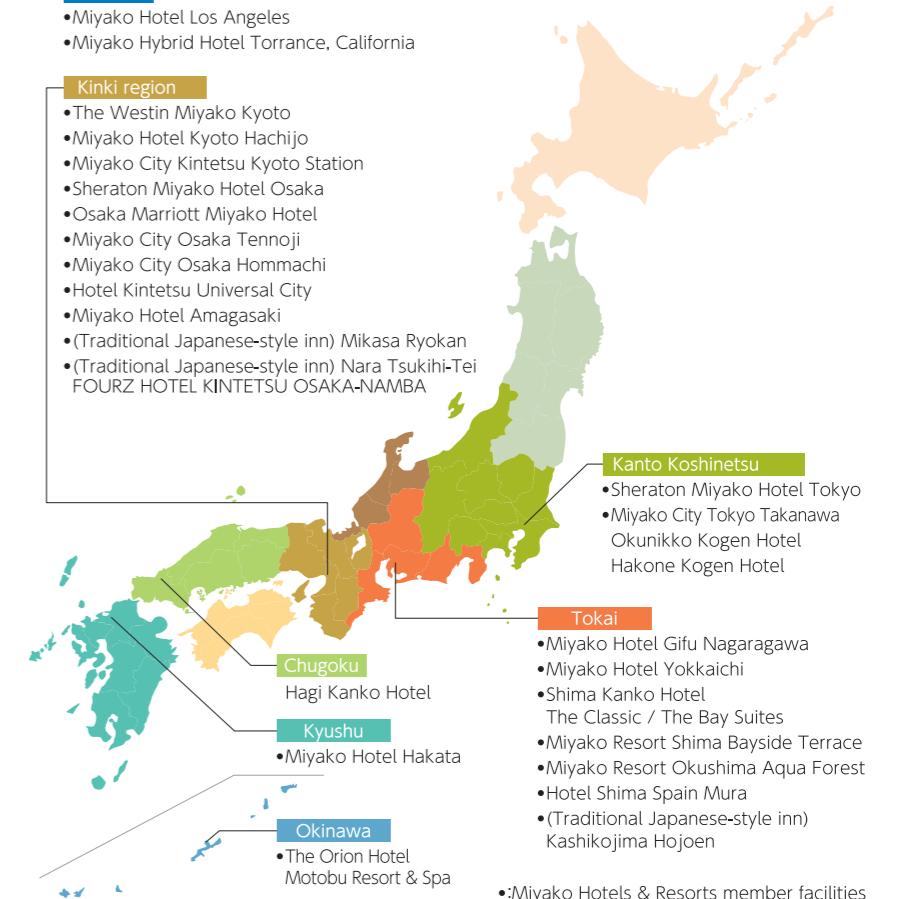 •Miyako Hotel Los Angeles
•Miyako Hybrid Hotel Torrance, California
Kinki region
•The Westin Miyako Kyoto
•Miyako Hotel Kyoto Hachijo
•Miyako City Kintetsu Kyoto Station
•Sheraton Miyako Hotel Osaka
•Osaka Marriott Miyako Hotel
•Miyako City Osaka Tennoji
•Miyako City Osaka Hommachi
•Hotel Kintetsu Universal City
•Miyako Hotel Amagasaki
•(Traditional Japanese-style inn) Mikasa Ryokan
•(Traditional Japanese-style inn) Nara Tsukihi-Tei
FOURZ HOTEL KINTETSU OSAKA-NAMBA
Kanto Koshinetsu
•Sheraton Miyako Hotel Tokyo
•Miyako City Tokyo Takanawa
Okunikko Kogen Hotel
Hakone Kogen Hotel
Tokai
•Miyako Hotel Gifu Nagaragawa
•Miyako Hotel Yokkaichi
•Shima Kanko Hotel
The Classic / The Bay Suites
•Miyako Resort Shima Bayside Terrace
•Miyako Resort Okushima Aqua Forest
•Hotel Shima Spain Mura
•(Traditional Japanese-style inn)
Kashikojima Hojoen
Chugoku
Hagi Kanko Hotel
Kyushu
•Miyako Hotel Hakata
Okinawa
•The Orion Hotel
Motobu Resort & Spa
•:Miyako Hotels & Resorts member facilities